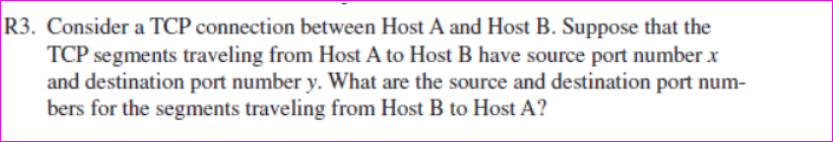 R3. Consider a TCP connection between Host A and Host B. Suppose that the
TCP segments traveling from Host A to Host B have source port number x
and destination port number y. What are the source and destination port num-
bers for the segments traveling from Host B to Host A?